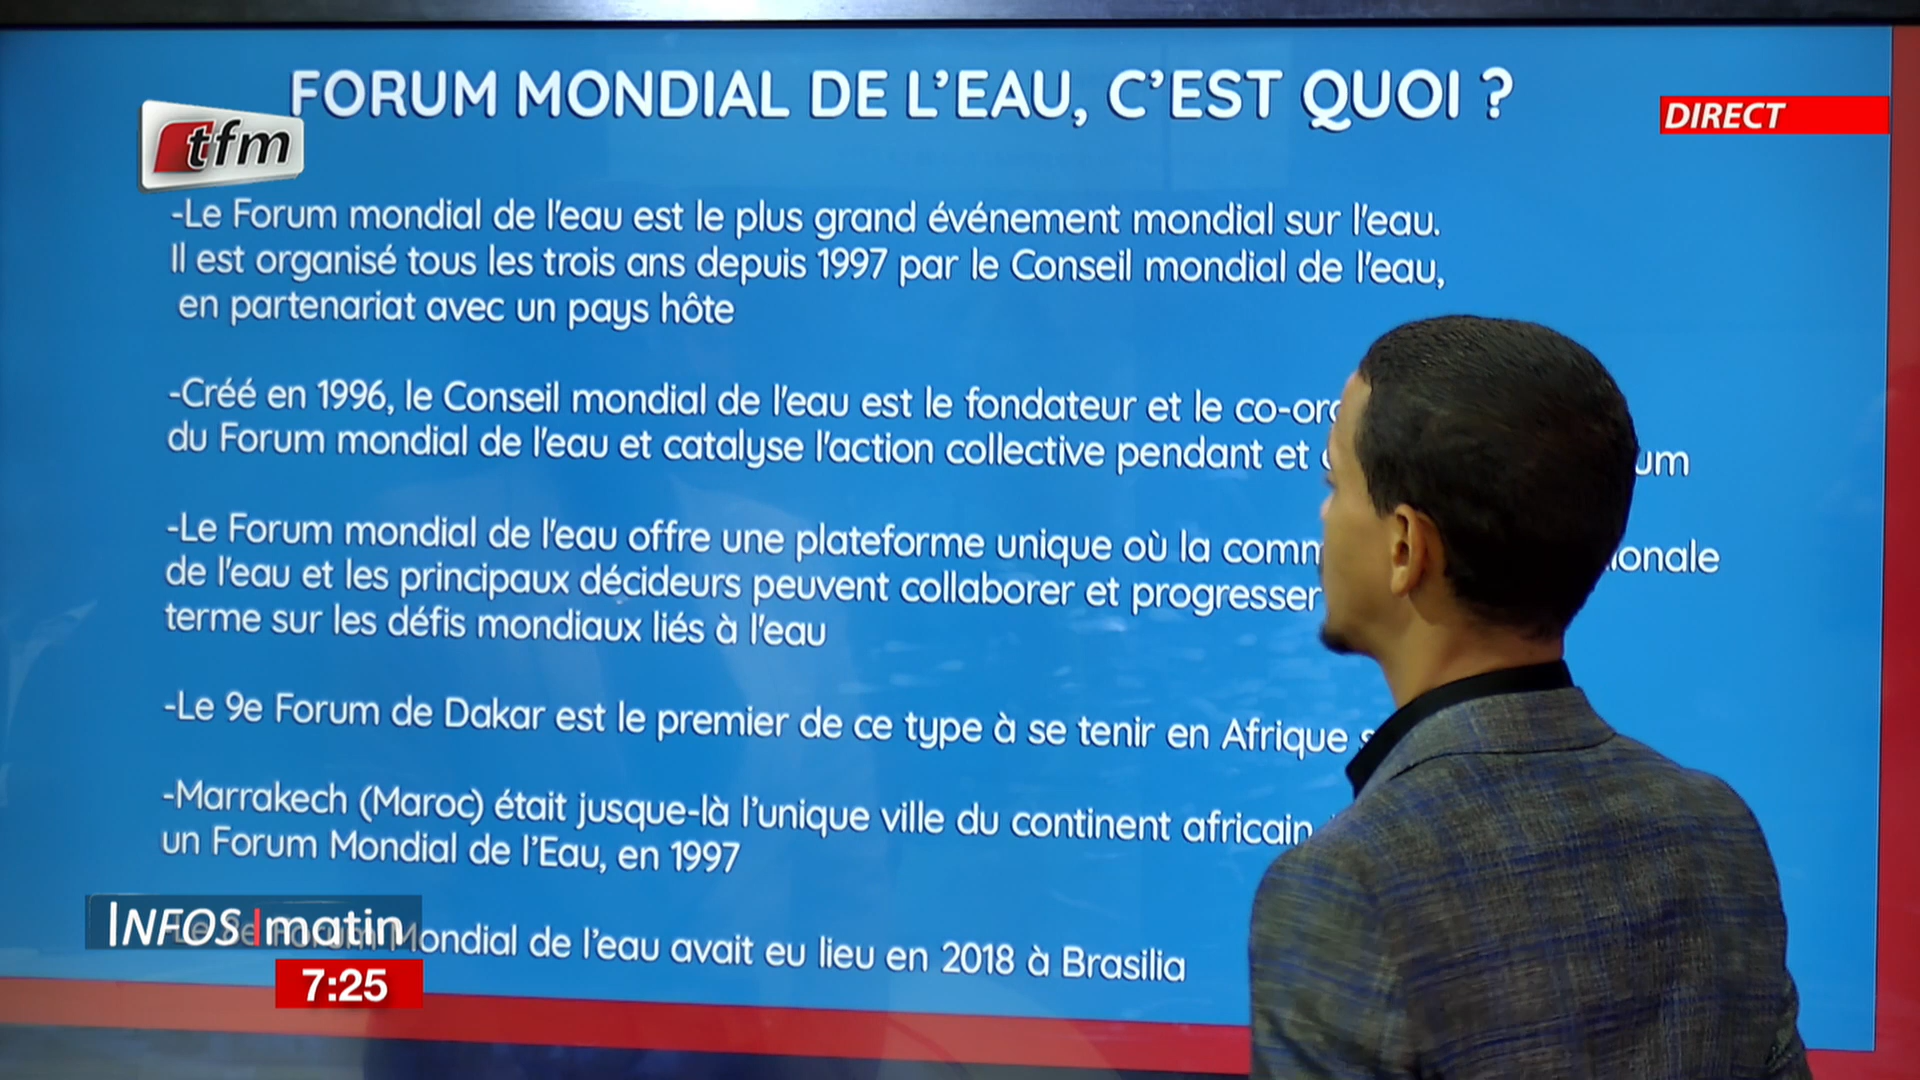 FORUM MONDIAL DE L'EAU, C'EST QUOI ?
DIRECT
tfm
-Le Forum mondial de l'eau est le plus grand événement mondial sur l'eau.
Il est organisé tous les trois ans depuis 1997 par le Conseil mondial de l'eau,
en partenariat avec un pays hôte
-Créé en 1996, le Conseil mondial de l'eau est le fondateur et le
du Forum mondial de l'eau et catalyse l'action collective pendant et
-Le Forum mondial de l'eau offre une plateforme unique où la
de l'eau et les principaux décideurs peuvent collaborer et progresser
terme sur les défis mondiaux liés à l'eau
-Le 9e Forum de Dakar est le premier de ce type à se tenir en Afrique
-Marrakech (Maroc) était jusque-là l'unique ville du continent africain
un Forum Mondial de l'Eau, en 1997
Forum Mondial de l'eau avait eu lieu en 2018 à Brasilia
INFOS matin
7:25